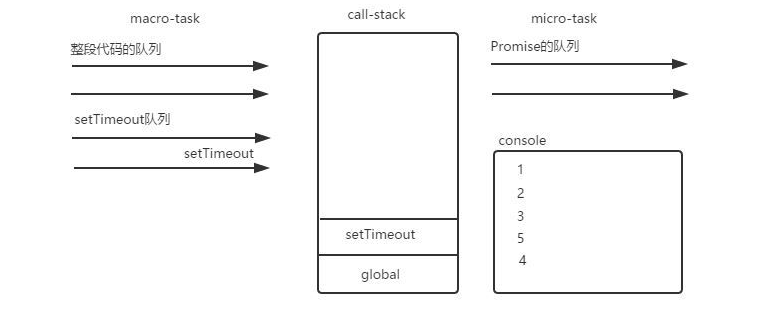 macro-task
call-stack
micro-task
整段代码的队列
Promise的队列
setTimeout队列
setTimeout
console
1
2
3
5
4
setTimeout
global